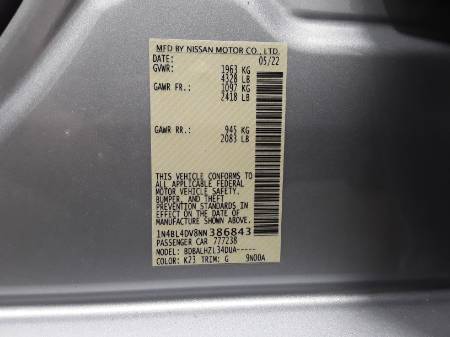 MFD BY NISSAN MOTOR CO., LTD.
DATE: 05/22
GVWR: 1963 KG
4328 LB
GAWR FR.: 1097 KG
2418 LB
GAWR RR.: 945 KG
2083 LB
THIS VEHICLE CONFORMS TO
ALL APPLICABLE FEDERAL
MOTOR VEHICLE SAFETY,
BUMPER, AND THEFT
PREVENTION STANDARDS IN
EFFECT ON THE DATE OF
MANUFACTURE SHOWN ABOVE.
1N4BL4DV8NN386843
PASSENGER CAR 777238
MODEL: BDBALHZL34DUA-----
COLOR: K23 TRIM: G 9N00A